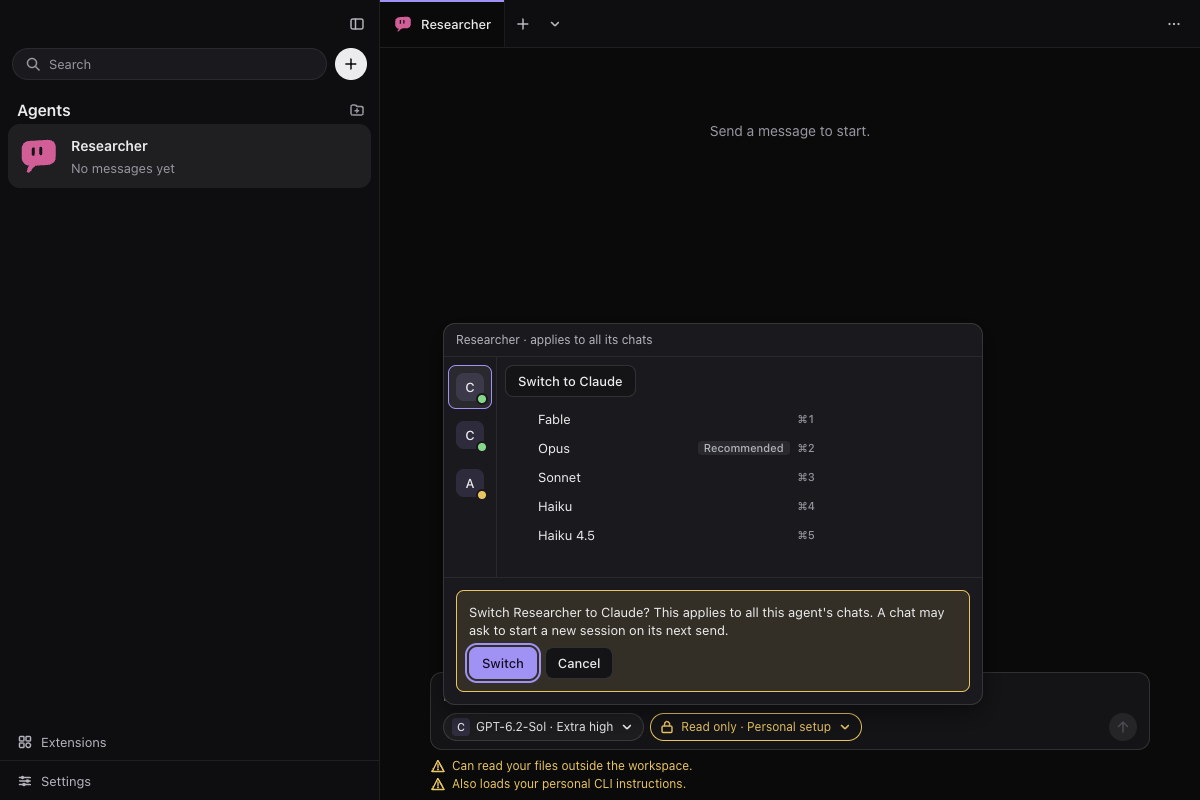 Researcher
Search
Agents
Researcher
No messages yet
Send a message to start.
Researcher · applies to all its chats
C
C
A
Switch to Claude
Fable ⌘1
Opus Recommended ⌘2
Sonnet ⌘3
Haiku ⌘4
Haiku 4.5 ⌘5
Switch Researcher to Claude? This applies to all this agent's chats. A chat may
ask to start a new session on its next send.
Switch Cancel
C GPT-6.2-Sol · Extra high Read only · Personal setup
Can read your files outside the workspace.
Also loads your personal CLI instructions.
Extensions
Settings